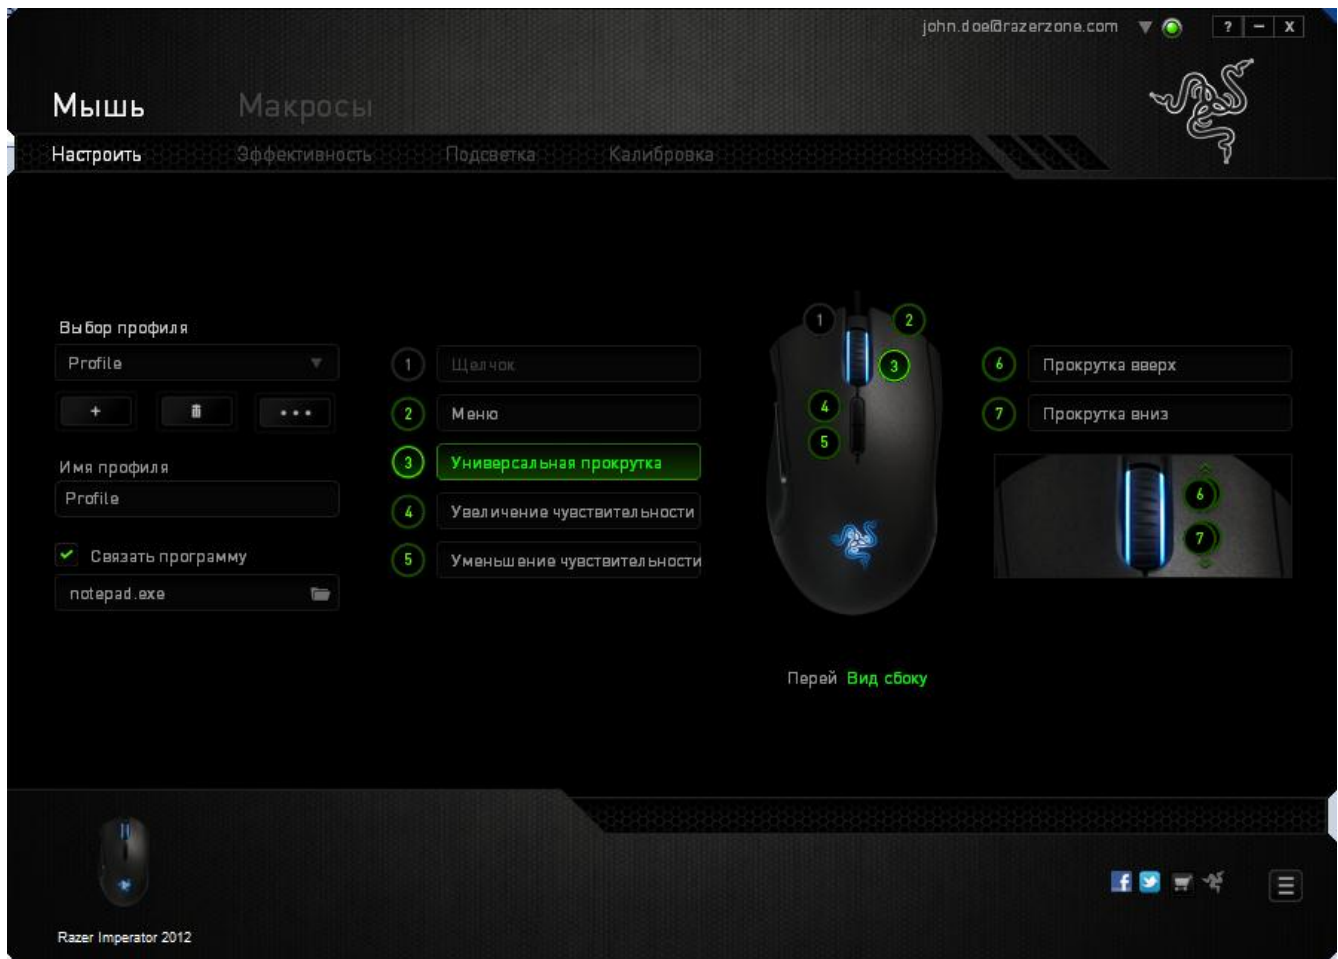 john.doe@razerzone.com
? – X
Мышь Макросы
Настроить Эффективность Подсветка Калибровка
Выбор профиля
Profile
+ •••
Имя профиля
Profile
Связать программу
notepad.exe
1 Щелчок
2 Меню
3 Универсальная прокрутка
4 Увеличение чувствительности
5 Уменьшение чувствительности
1 2
3
4
5
Перей Вид сбоку
6 Прокрутка вверх
7 Прокрутка вниз
6
7
Razer Imperator 2012